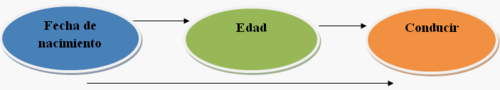 Fecha de
nacimiento
Edad
Conducir